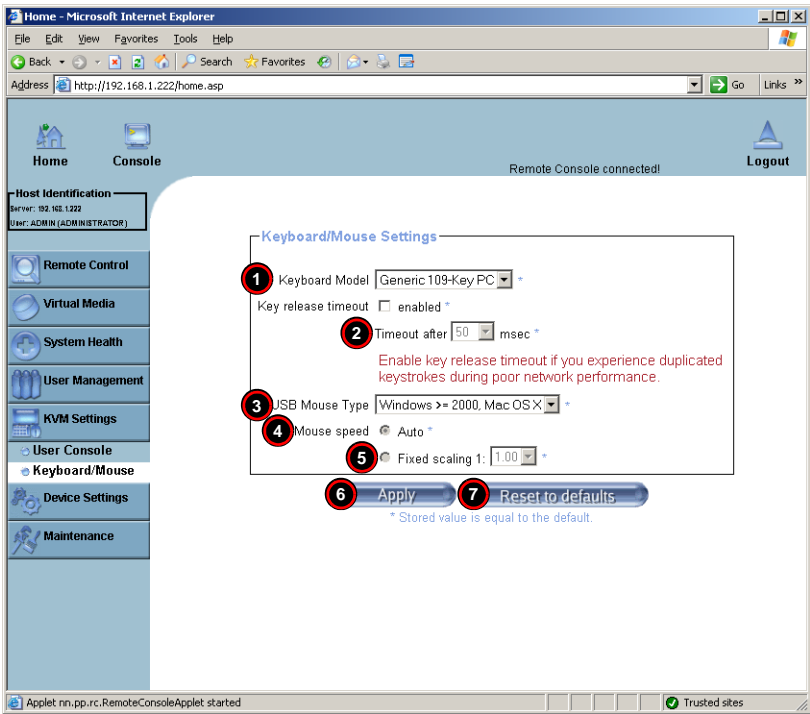 Home - Microsoft Internet Explorer
File Edit View Favorites Tools Help
Back Search Favorites
Address http://192.168.1.222/home.asp Go Links »
Home Console Remote Console connected! Logout
Host Identification
Server: 192.168.1.222
User: ADMIN (ADMINISTRATOR)
Remote Control
Virtual Media
System Health
User Management
KVM Settings
User Console
Keyboard/Mouse
Device Settings
Maintenance
Keyboard/Mouse Settings
1 Keyboard Model Generic 109-Key PC *
Key release timeout enabled *
2 Timeout after 50 msec *
Enable key release timeout if you experience duplicated
keystrokes during poor network performance.
3 USB Mouse Type Windows >= 2000, Mac OS X *
4 Mouse speed Auto *
5 Fixed scaling 1: 1.00 *
6 Apply 7 Reset to defaults
* Stored value is equal to the default.
Applet nn.pp.rc.RemoteConsoleApplet started Trusted sites